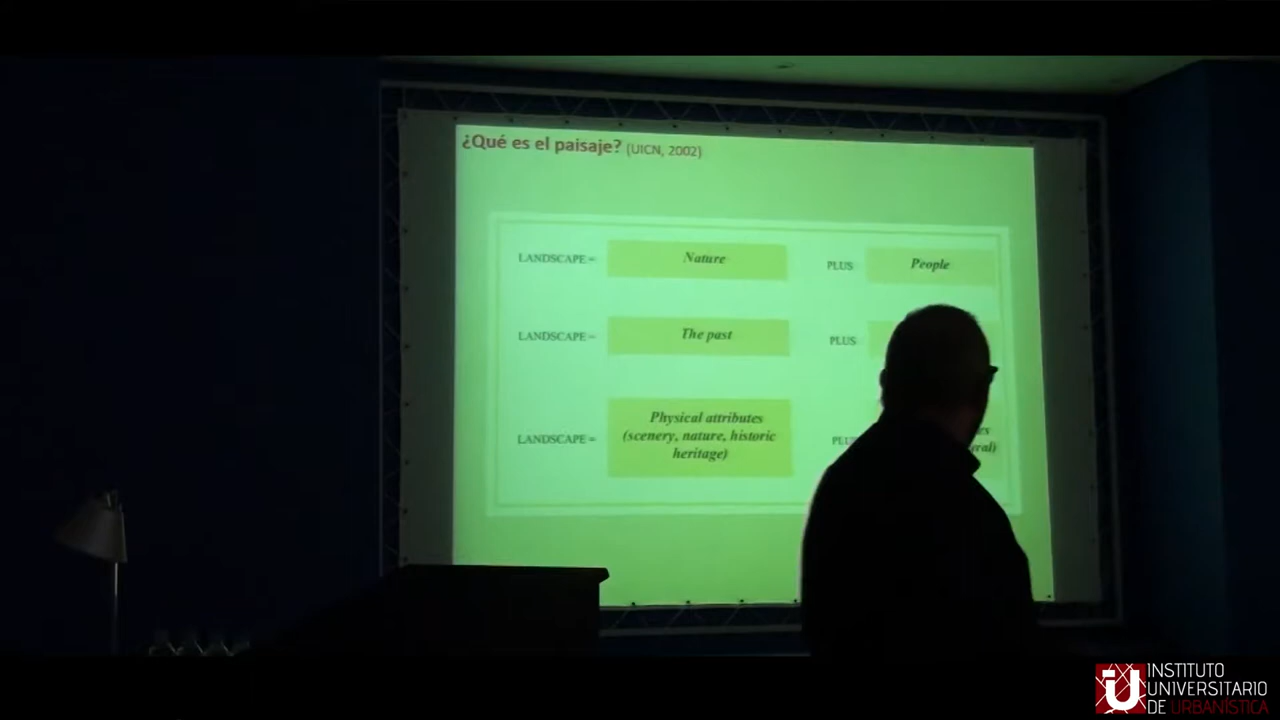 ¿Qué es el paisaje? (UICN, 2002)
LANDSCAPE = Nature PLUS People
LANDSCAPE = The past PLUS
LANDSCAPE = Physical attributes
(scenery, nature, historic
heritage) PLUS
INSTITUTO
UNIVERSITARIO
DE URBANÍSTICA